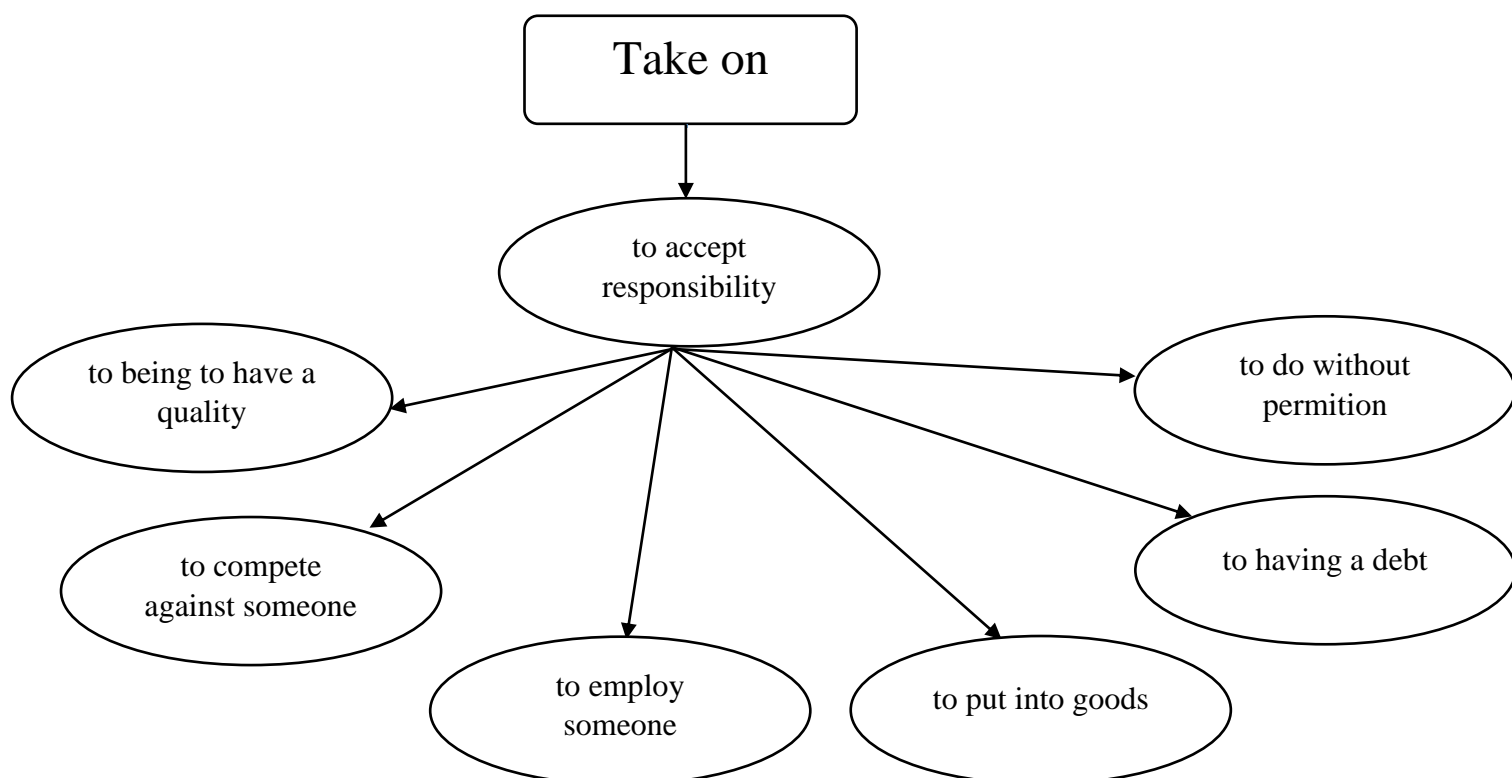 Take on
to accept
responsibility
to being to have a
quality
to do without
permition
to compete
against someone
to having a debt
to employ
someone
to put into goods